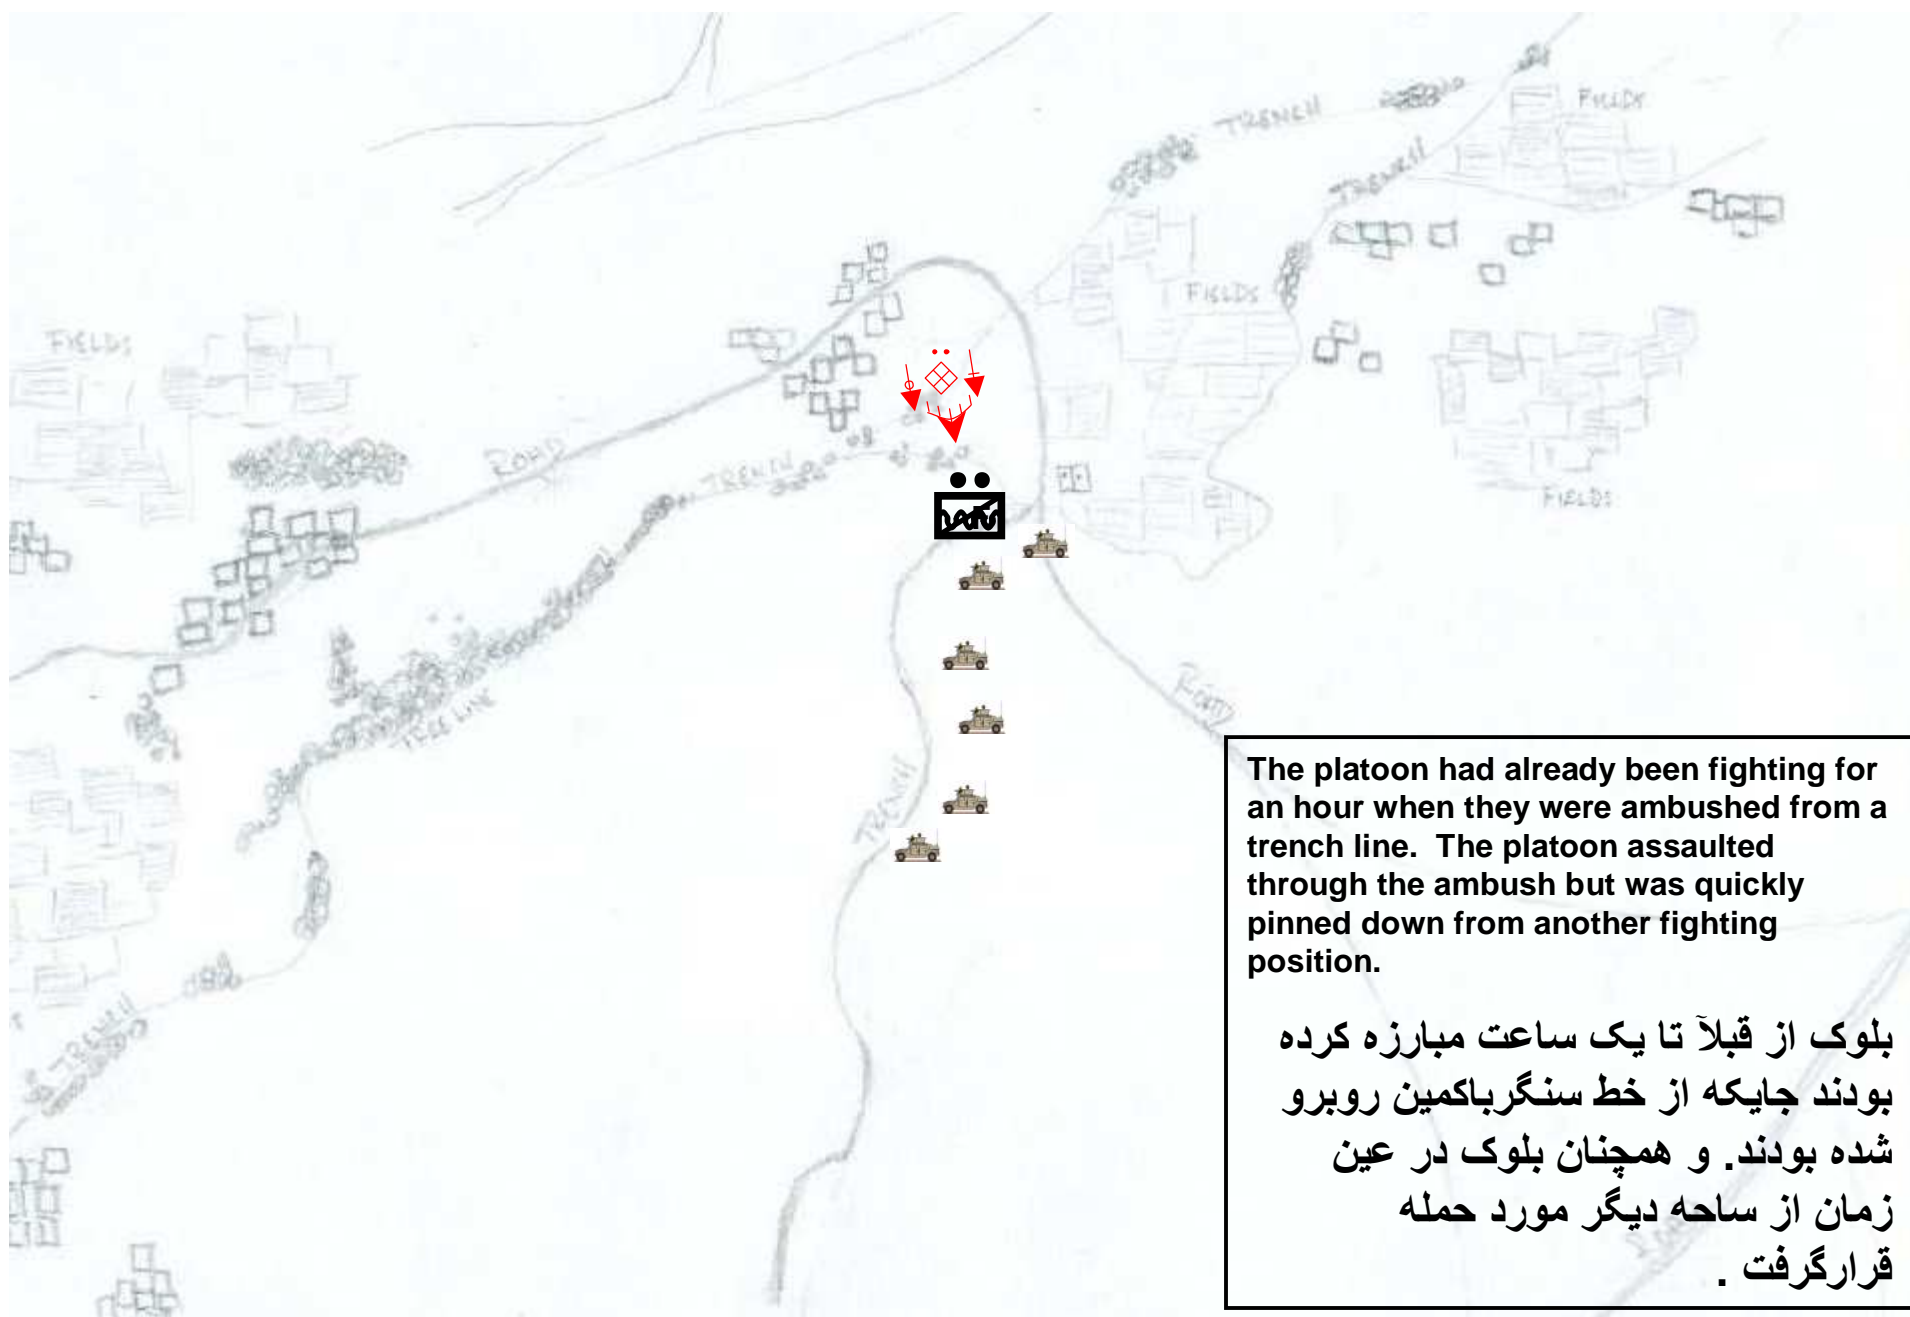 FIELDS
TRENCH
TRENCH
FIELDS
FIELDS
ROAD
TRENCH
FIELDS
TREE LINE
ROAD
TRENCH
TRENCH
The platoon had already been fighting for
an hour when they were ambushed from a
trench line. The platoon assaulted
through the ambush but was quickly
pinned down from another fighting
position.
بلوک از قبلآ تا یک ساعت مبارزه کرده
بودند جایکه از خط سنگرباکمین روبرو
شده بودند. و همچنان بلوک در عین
زمان از ساحه دیگر مورد حمله
قرارگرفت .